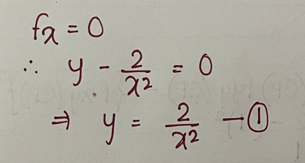 fx = 0
∴ y - 2/x² = 0
⇒ y = 2/x² — ①